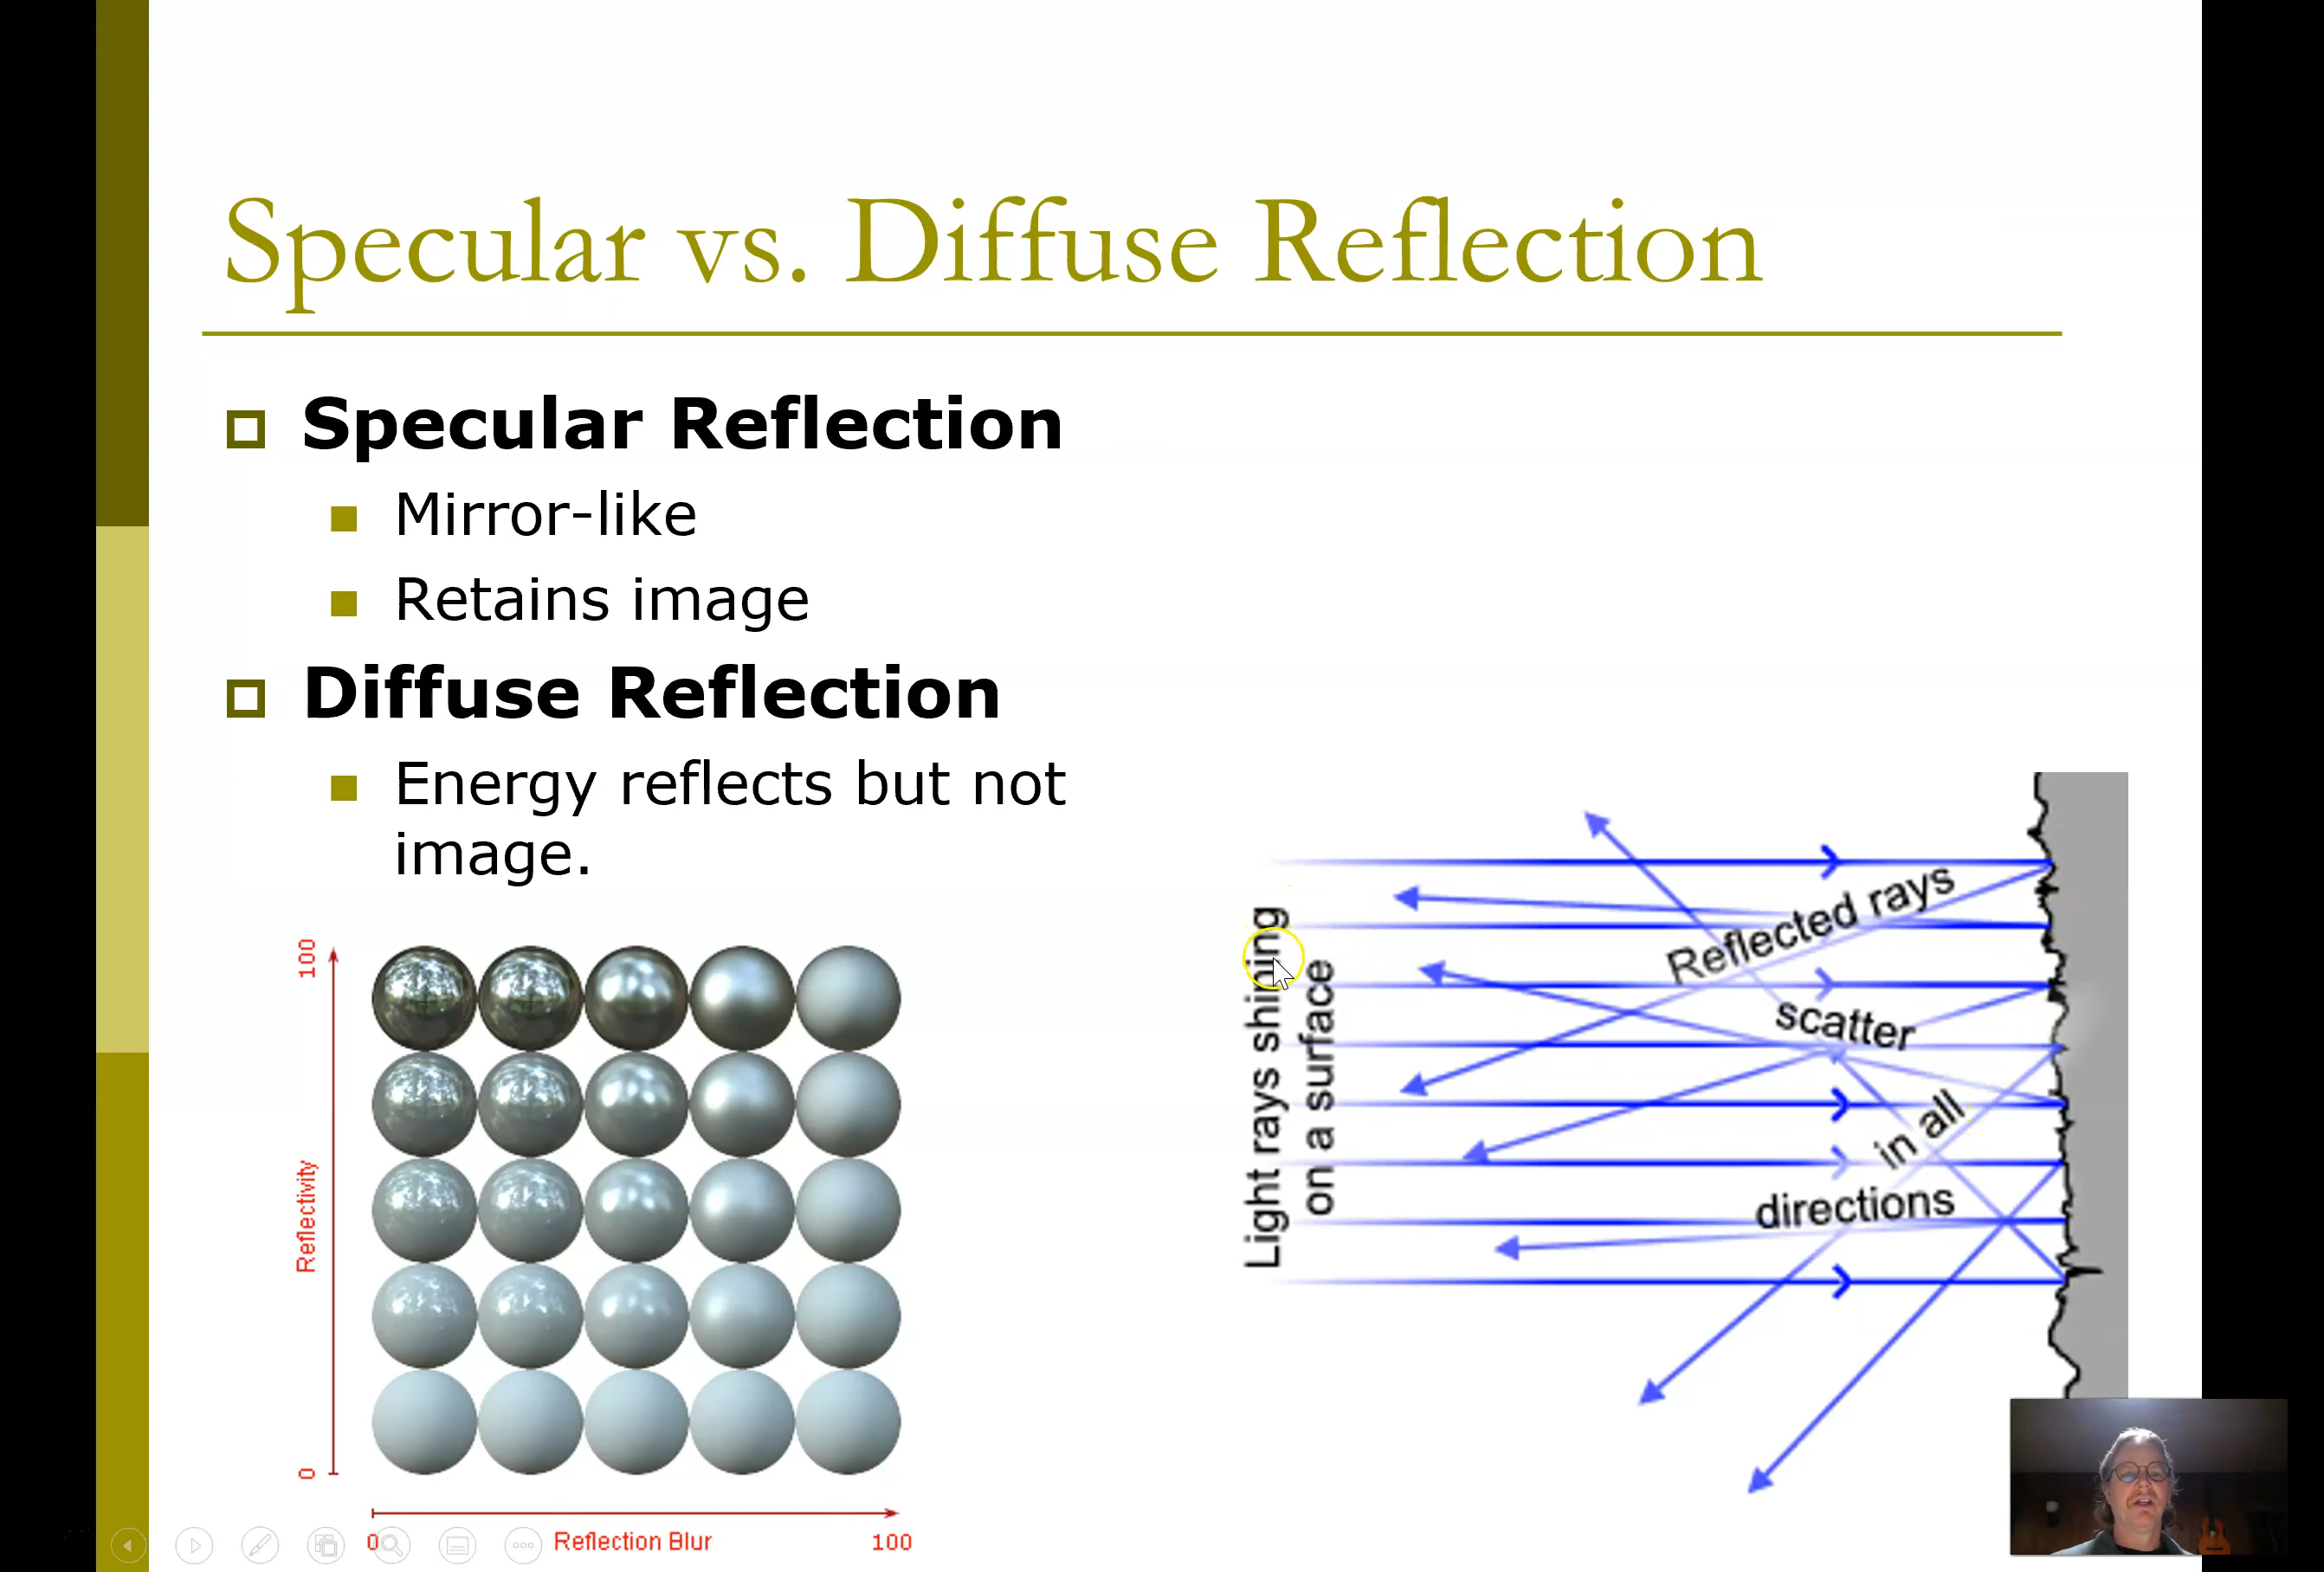 Specular vs. Diffuse Reflection
Specular Reflection
Mirror-like
Retains image
Diffuse Reflection
Energy reflects but not
image.
100
Reflectivity
0
0
Reflection Blur
100
Light rays shining
on a surface
Reflected rays
scatter
in all
directions